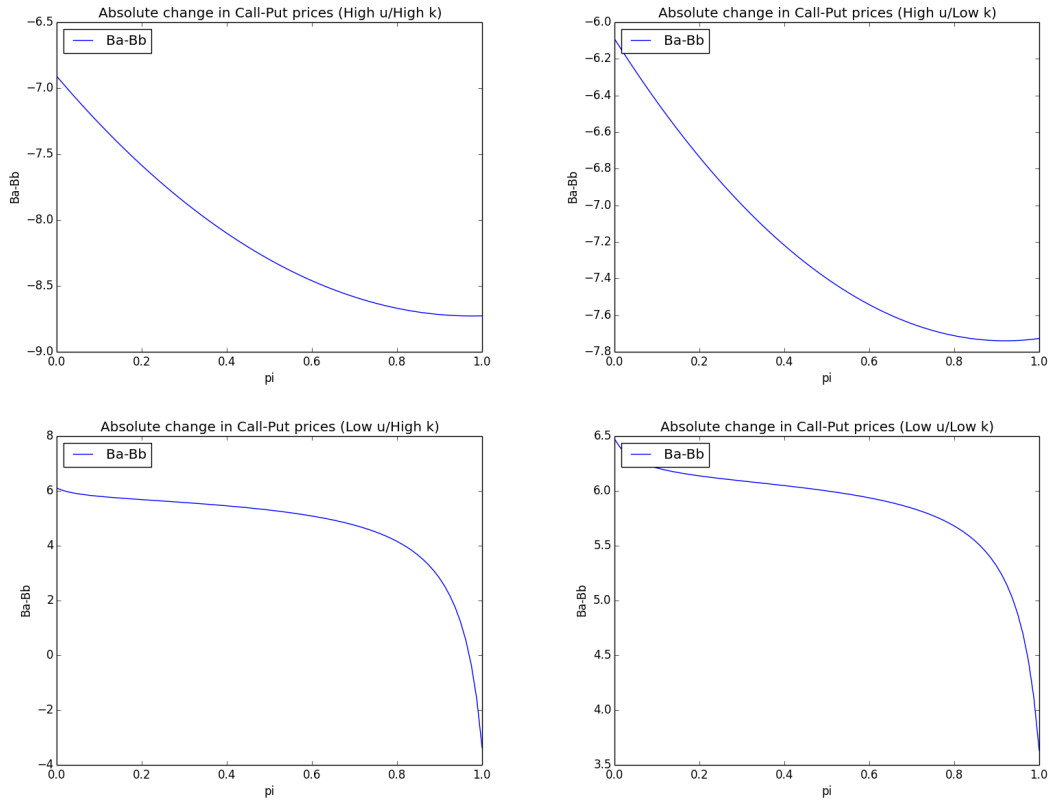 Absolute change in Call-Put prices (High u/High k)
Ba-Bb
−6.5
−7.0
−7.5
−8.0
−8.5
−9.0
Ba-Bb
0.0 0.2 0.4 0.6 0.8 1.0
pi
Absolute change in Call-Put prices (High u/Low k)
Ba-Bb
−6.0
−6.2
−6.4
−6.6
−6.8
−7.0
−7.2
−7.4
−7.6
−7.8
Ba-Bb
0.0 0.2 0.4 0.6 0.8 1.0
pi
Absolute change in Call-Put prices (Low u/High k)
Ba-Bb
8
6
4
2
0
−2
−4
Ba-Bb
0.0 0.2 0.4 0.6 0.8 1.0
pi
Absolute change in Call-Put prices (Low u/Low k)
Ba-Bb
6.5
6.0
5.5
5.0
4.5
4.0
3.5
Ba-Bb
0.0 0.2 0.4 0.6 0.8 1.0
pi